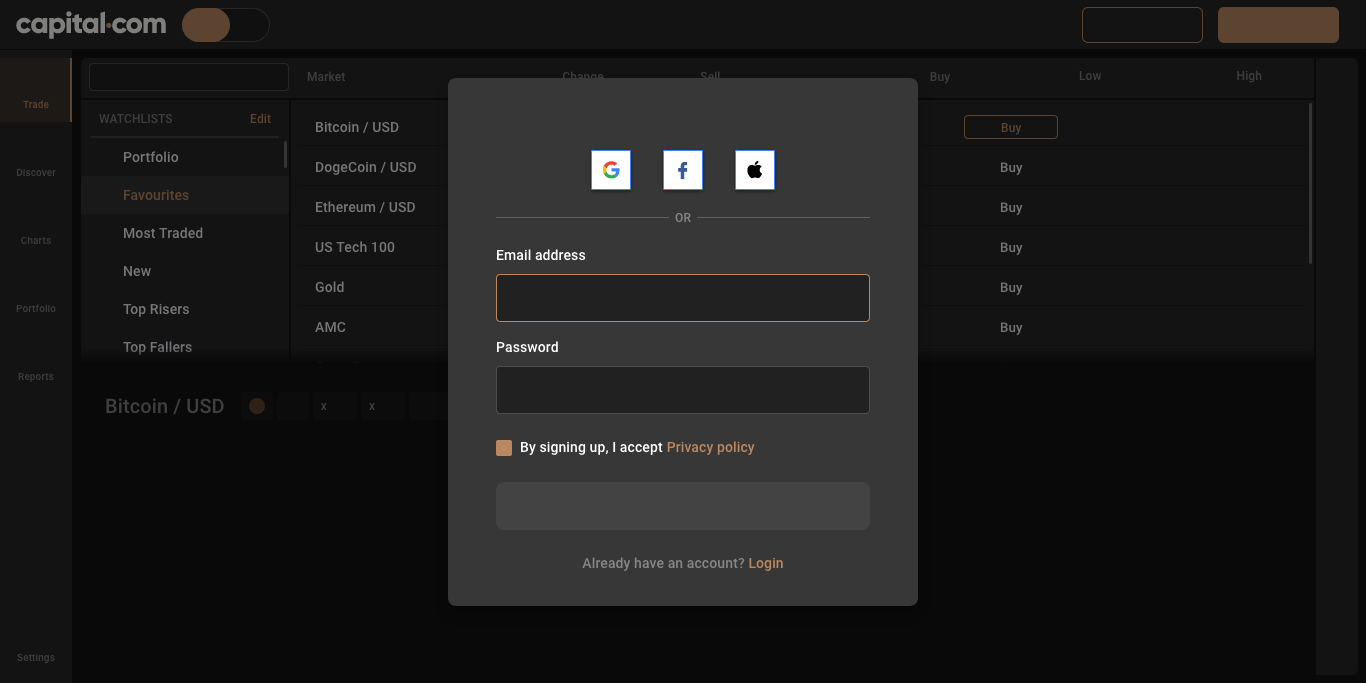 capital.com
Market Change Sell Buy Low High
Trade
Discover
Charts
Portfolio
Reports
Settings
WATCHLISTS Edit
Portfolio
Favourites
Most Traded
New
Top Risers
Top Fallers
Bitcoin / USD Buy
DogeCoin / USD Buy
Ethereum / USD Buy
US Tech 100 Buy
Gold Buy
AMC Buy
Bitcoin / USD x x
OR
Email address
Password
By signing up, I accept Privacy policy
Already have an account? Login